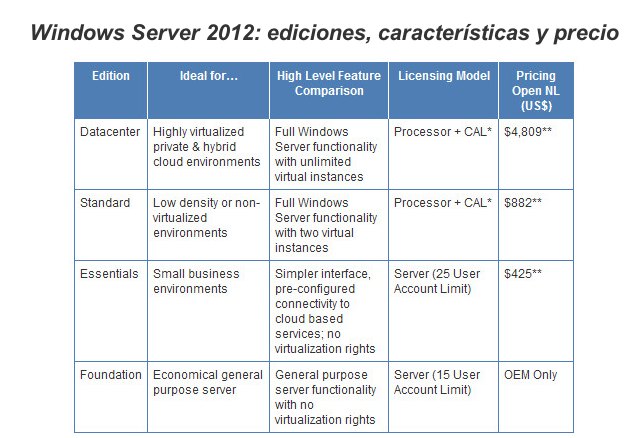 Windows Server 2012: ediciones, características y precio
Edition
Ideal for…
High Level Feature
Comparison
Licensing Model
Pricing
Open NL
(US$)
Datacenter
Highly virtualized
private & hybrid
cloud environments
Full Windows
Server functionality
with unlimited
virtual instances
Processor + CAL*
$4,809**
Standard
Low density or non-
virtualized
environments
Full Windows
Server functionality
with two virtual
instances
Processor + CAL*
$882**
Essentials
Small business
environments
Simpler interface,
pre-configured
connectivity to
cloud based
services; no
virtualization rights
Server (25 User
Account Limit)
$425**
Foundation
Economical general
purpose server
General purpose
server functionality
with no
virtualization rights
Server (15 User
Account Limit)
OEM Only